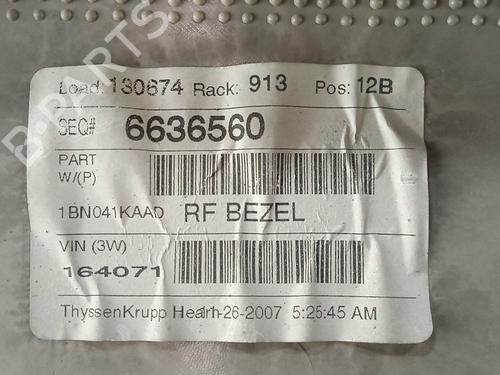 Load: 130674 Rack: 913 Pos: 12B
SEQ# 6636560
PART
W/(P)
1BN041KAAD RF BEZEL
VIN (3W)
164071
ThyssenKrupp Hearn-26-2007 5:25:45 AM
B-PARTS